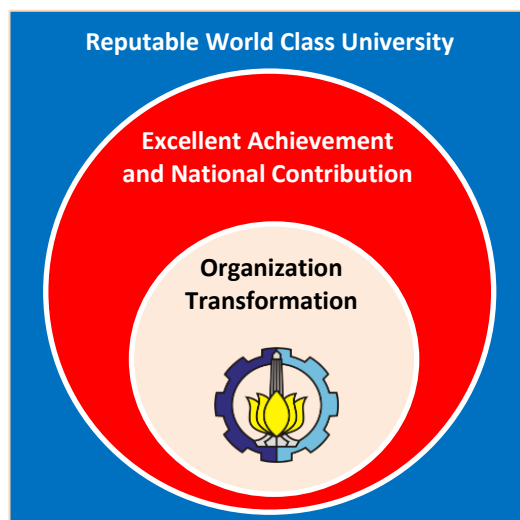 Reputable World Class University
Excellent Achievement
and National Contribution
Organization
Transformation